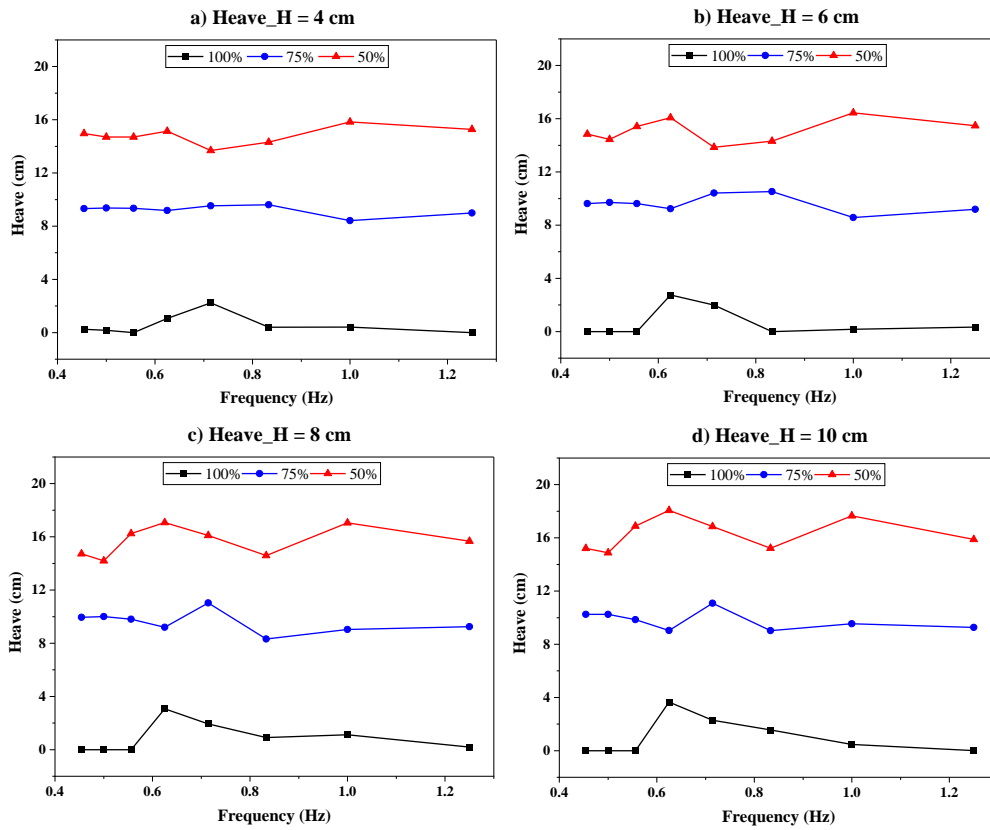 a) Heave_H = 4 cm
100% 75% 50%
20
16
12
8
4
0
Heave (cm)
0.4 0.6 0.8 1.0 1.2
Frequency (Hz)
b) Heave_H = 6 cm
100% 75% 50%
20
16
12
8
4
0
Heave (cm)
0.4 0.6 0.8 1.0 1.2
Frequency (Hz)
c) Heave_H = 8 cm
100% 75% 50%
20
16
12
8
4
0
Heave (cm)
0.4 0.6 0.8 1.0 1.2
Frequency (Hz)
d) Heave_H = 10 cm
100% 75% 50%
20
16
12
8
4
0
Heave (cm)
0.4 0.6 0.8 1.0 1.2
Frequency (Hz)